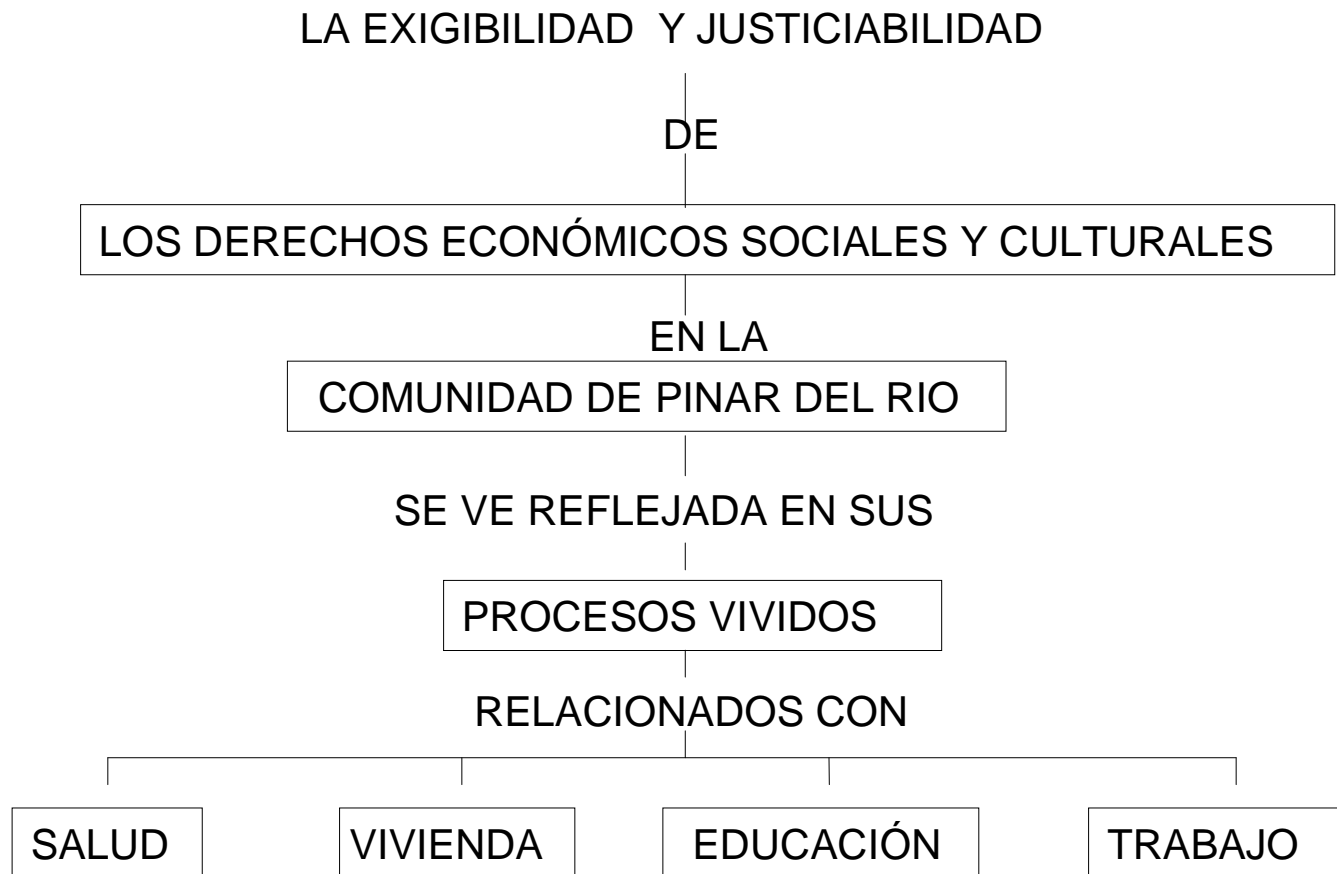 LA EXIGIBILIDAD Y JUSTICIABILIDAD
DE
LOS DERECHOS ECONÓMICOS SOCIALES Y CULTURALES
EN LA
COMUNIDAD DE PINAR DEL RIO
SE VE REFLEJADA EN SUS
PROCESOS VIVIDOS
RELACIONADOS CON
SALUD VIVIENDA EDUCACIÓN TRABAJO